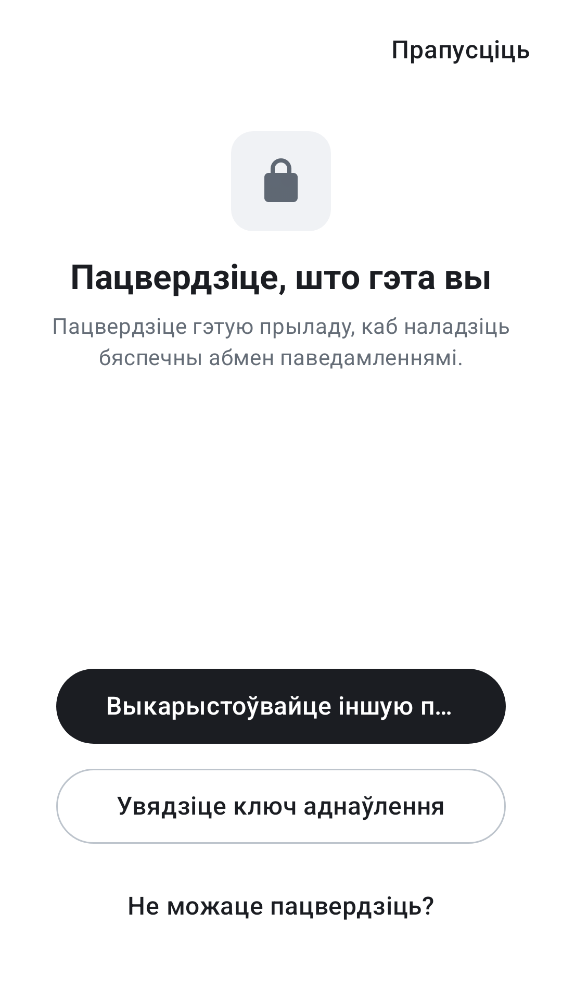 Прапусціць
Пацвердзіце, што гэта вы
Пацвердзіце гэтую прыладу, каб наладзіць
бяспечны абмен паведамленнямі.
Выкарыстоўвайце іншую п…
Увядзіце ключ аднаўлення
Не можаце пацвердзіць?